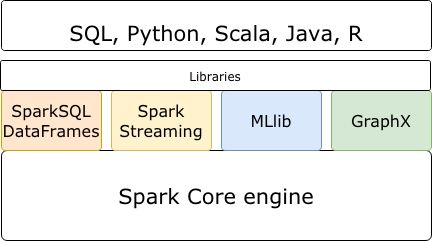 SQL, Python, Scala, Java, R
Libraries
SparkSQL
DataFrames
Spark
Streaming
MLlib
GraphX
Spark Core engine